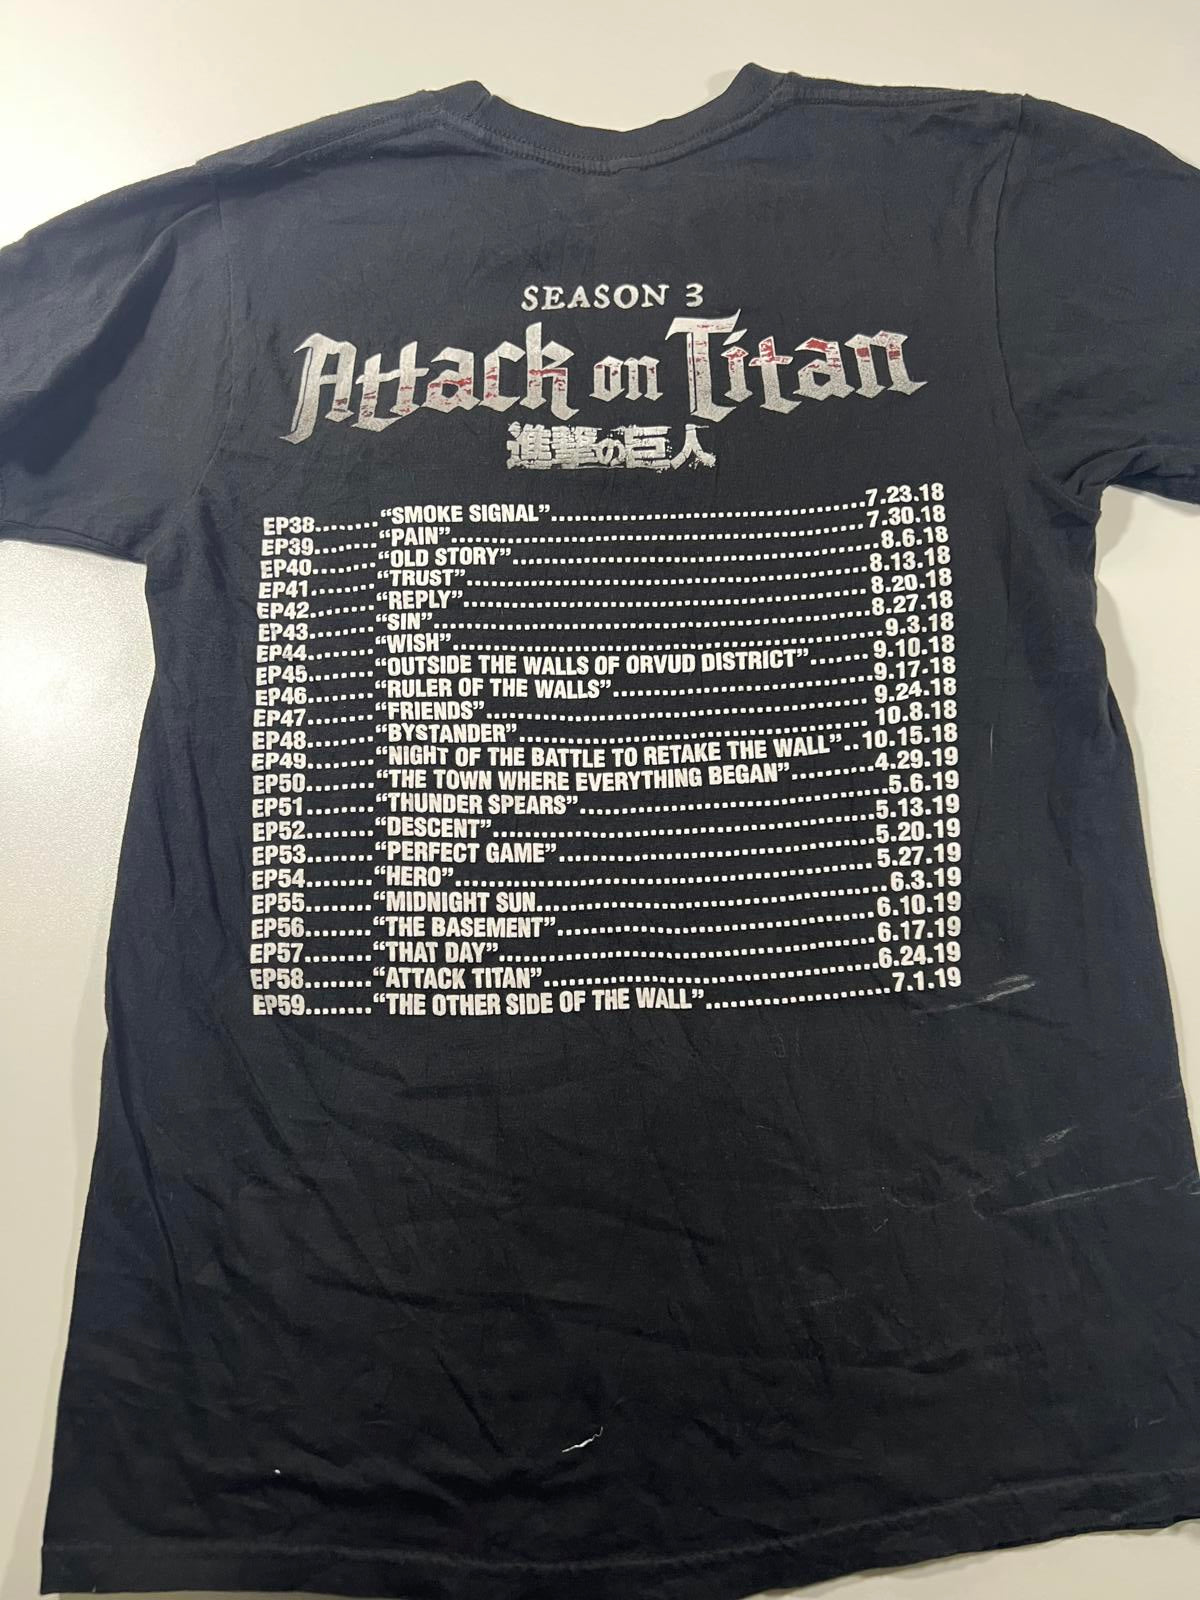 SEASON 3
Attack on Titan
進撃の巨人
EP38........“SMOKE SIGNAL”........7.23.18
EP39........“PAIN”........7.30.18
EP40........“OLD STORY”........8.6.18
EP41........“TRUST”........8.13.18
EP42........“REPLY”........8.20.18
EP43........“SIN”........8.27.18
EP44........“WISH”........9.3.18
EP45........“OUTSIDE THE WALLS OF ORVUD DISTRICT”.......9.10.18
EP46........“RULER OF THE WALLS”........9.17.18
EP47........“FRIENDS”........9.24.18
EP48........“BYSTANDER”........10.8.18
EP49........“NIGHT OF THE BATTLE TO RETAKE THE WALL”..10.15.18
EP50........“THE TOWN WHERE EVERYTHING BEGAN”.........4.29.19
EP51........“THUNDER SPEARS”........5.6.19
EP52........“DESCENT”........5.13.19
EP53........“PERFECT GAME”........5.20.19
EP54........“HERO”........5.27.19
EP55........“MIDNIGHT SUN........6.3.19
EP56........“THE BASEMENT”........6.10.19
EP57........“THAT DAY”........6.17.19
EP58........“ATTACK TITAN”........6.24.19
EP59........“THE OTHER SIDE OF THE WALL”........7.1.19